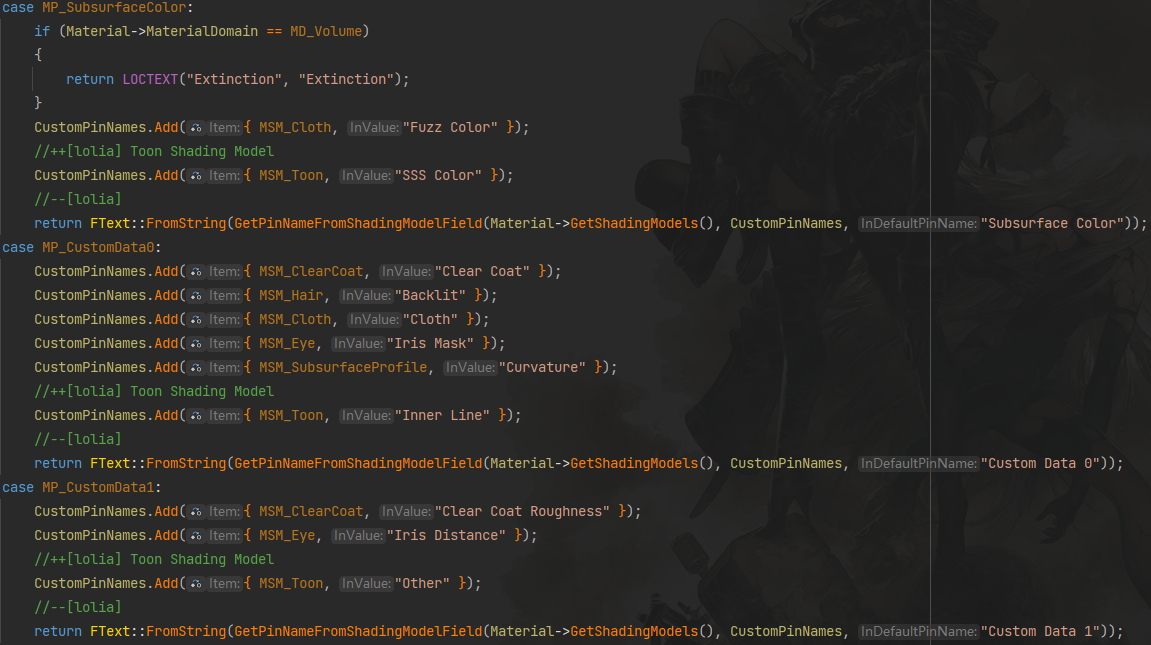 case MP_SubsurfaceColor:
if (Material->MaterialDomain == MD_Volume)
{
return LOCTEXT("Extinction", "Extinction");
}
CustomPinNames.Add( Item: { MSM_Cloth, InValue: "Fuzz Color" });
//++[lolia] Toon Shading Model
CustomPinNames.Add( Item: { MSM_Toon, InValue: "SSS Color" });
//--[lolia]
return FText::FromString(GetPinNameFromShadingModelField(Material->GetShadingModels(), CustomPinNames, InDefaultPinName: "Subsurface Color"));
case MP_CustomData0:
CustomPinNames.Add( Item: { MSM_ClearCoat, InValue: "Clear Coat" });
CustomPinNames.Add( Item: { MSM_Hair, InValue: "Backlit" });
CustomPinNames.Add( Item: { MSM_Cloth, InValue: "Cloth" });
CustomPinNames.Add( Item: { MSM_Eye, InValue: "Iris Mask" });
CustomPinNames.Add( Item: { MSM_SubsurfaceProfile, InValue: "Curvature" });
//++[lolia] Toon Shading Model
CustomPinNames.Add( Item: { MSM_Toon, InValue: "Inner Line" });
//--[lolia]
return FText::FromString(GetPinNameFromShadingModelField(Material->GetShadingModels(), CustomPinNames, InDefaultPinName: "Custom Data 0"));
case MP_CustomData1:
CustomPinNames.Add( Item: { MSM_ClearCoat, InValue: "Clear Coat Roughness" });
CustomPinNames.Add( Item: { MSM_Eye, InValue: "Iris Distance" });
//++[lolia] Toon Shading Model
CustomPinNames.Add( Item: { MSM_Toon, InValue: "Other" });
//--[lolia]
return FText::FromString(GetPinNameFromShadingModelField(Material->GetShadingModels(), CustomPinNames, InDefaultPinName: "Custom Data 1"));